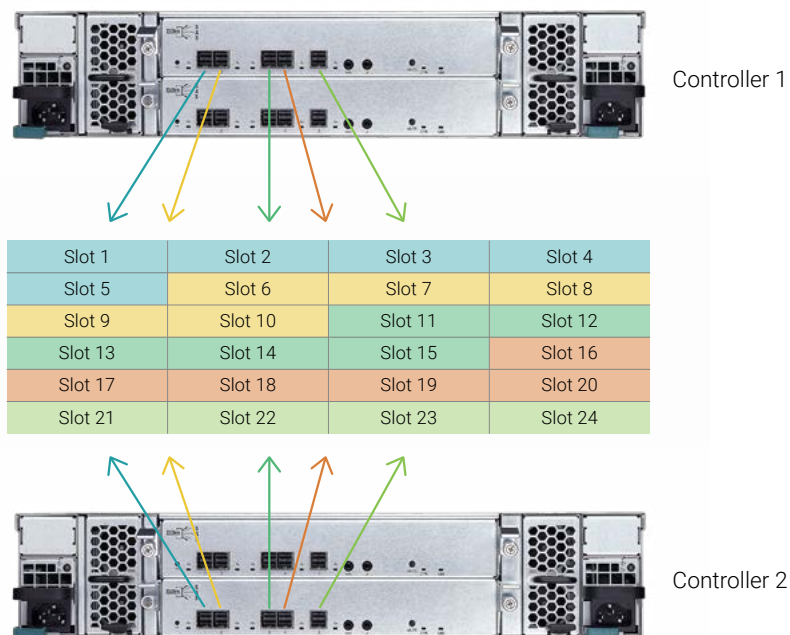 Controller 1
Slot 1 Slot 2 Slot 3 Slot 4
Slot 5 Slot 6 Slot 7 Slot 8
Slot 9 Slot 10 Slot 11 Slot 12
Slot 13 Slot 14 Slot 15 Slot 16
Slot 17 Slot 18 Slot 19 Slot 20
Slot 21 Slot 22 Slot 23 Slot 24
Controller 2